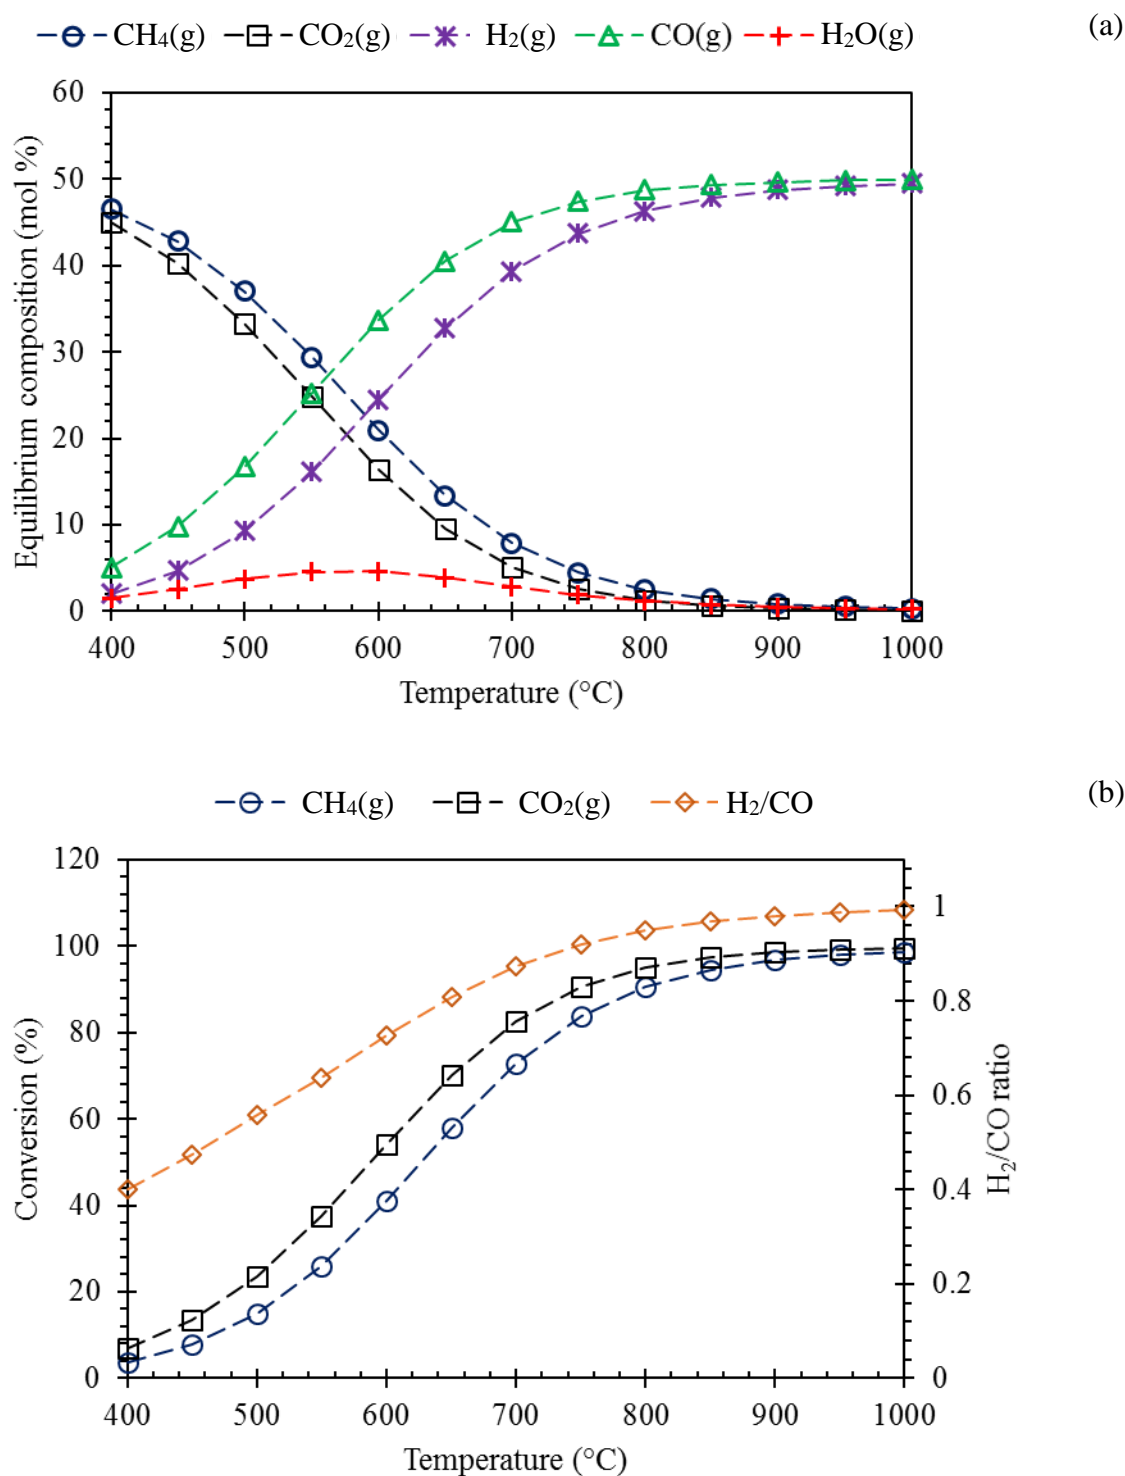 CH₄(g) CO₂(g) H₂(g) CO(g) H₂O(g) (a)
60
50
40
30
20
10
0
Equilibrium composition (mol %)
400 500 600 700 800 900 1000
Temperature (°C)
CH₄(g) CO₂(g) H₂/CO (b)
120
100
80
60
40
20
0
Conversion (%)
1
0.8
0.6
0.4
0.2
0
H₂/CO ratio
400 500 600 700 800 900 1000
Temperature (°C)